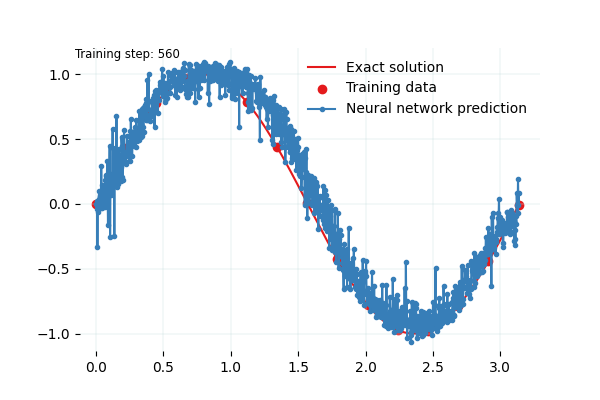 Training step: 560
Exact solution
Training data
Neural network prediction
1.0
0.5
0.0
−0.5
−1.0
0.0 0.5 1.0 1.5 2.0 2.5 3.0